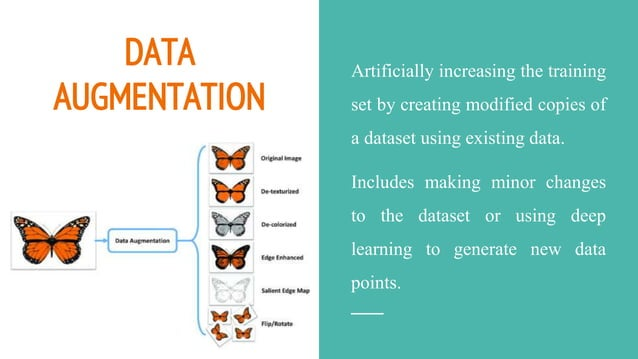 DATA
AUGMENTATION
Data Augmentation
Original Image
De-texturized
De-colorized
Edge Enhanced
Salient Edge Map
Flip/Rotate
Artificially increasing the training
set by creating modified copies of
a dataset using existing data.
Includes making minor changes
to the dataset or using deep
learning to generate new data
points.